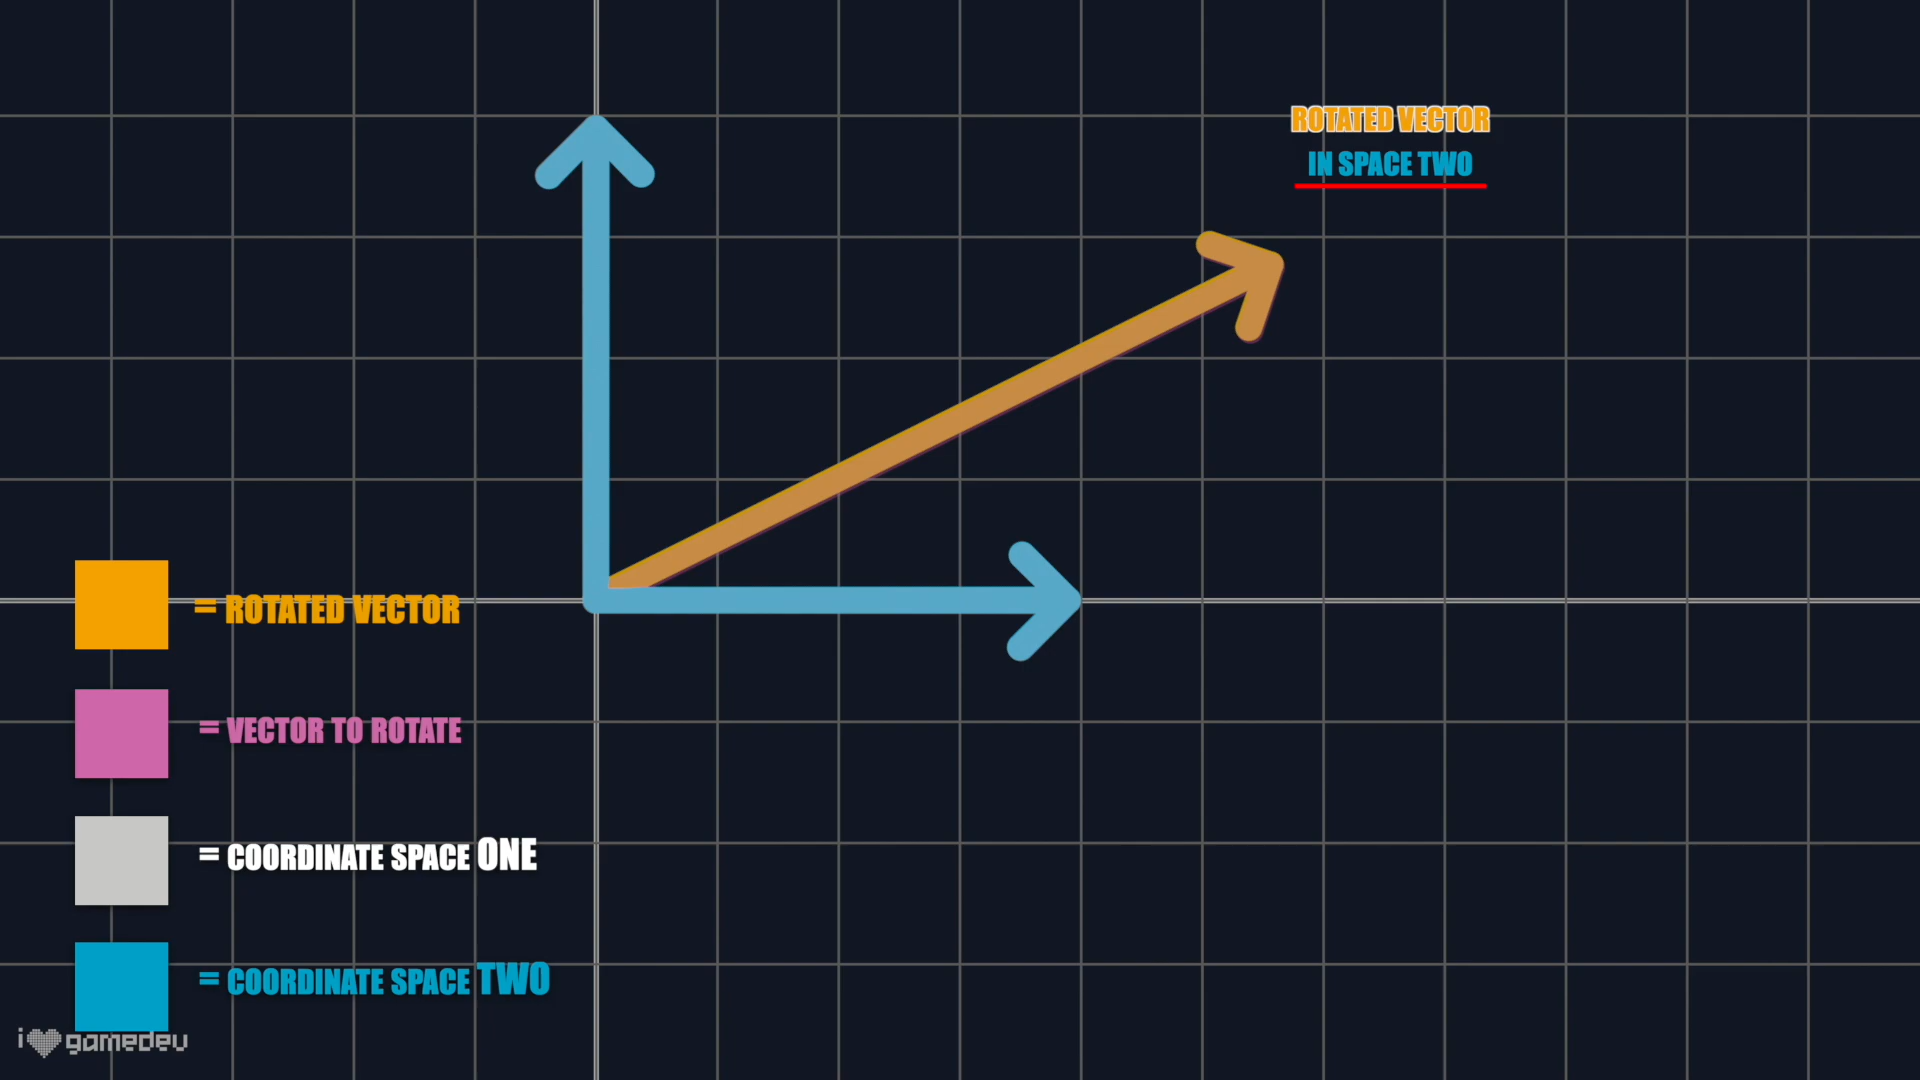 ROTATED VECTOR
IN SPACE TWO
= ROTATED VECTOR
= VECTOR TO ROTATE
= COORDINATE SPACE ONE
= COORDINATE SPACE TWO
i gamedev